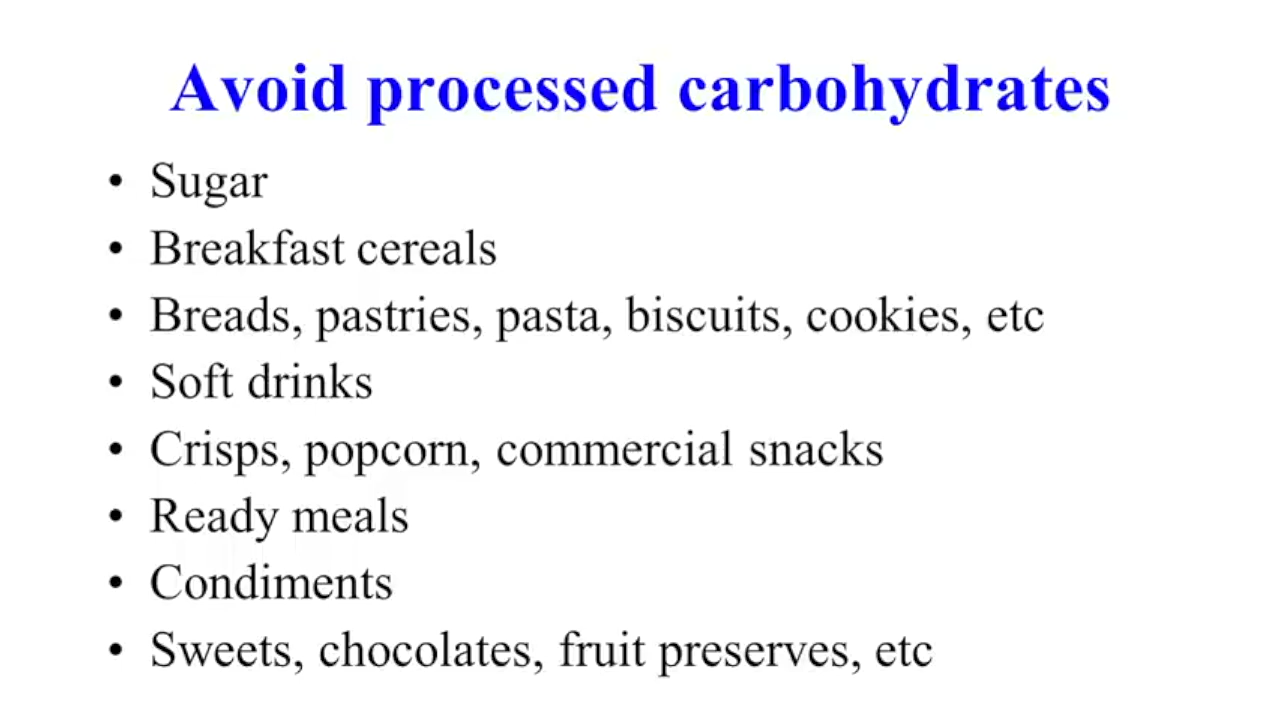 Avoid processed carbohydrates
• Sugar
• Breakfast cereals
• Breads, pastries, pasta, biscuits, cookies, etc
• Soft drinks
• Crisps, popcorn, commercial snacks
• Ready meals
• Condiments
• Sweets, chocolates, fruit preserves, etc